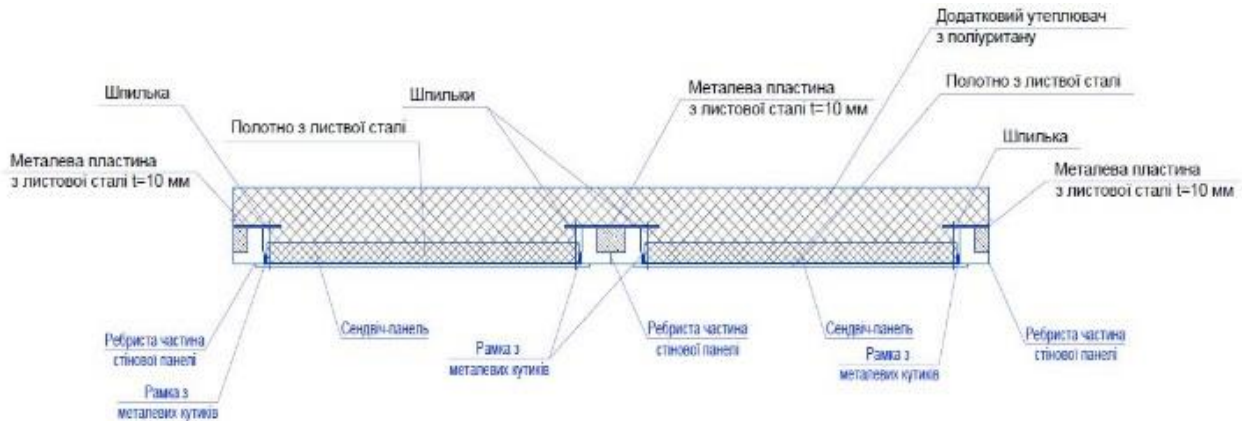 Додатковий утеплювач
з поліуритану
Шпилька
Шпильки
Металева пластина
з листової сталі t=10 мм
Полотно з листвої сталі
Полотно з листвої сталі
Шпилька
Металева пластина
з листової сталі t=10 мм
Металева пластина
з листової сталі t=10 мм
Ребриста частина
стінової панелі
Сендвіч-панель
Рамка з
металевих кутиків
Ребриста частина
стінової панелі
Сендвіч-панель
Рамка з
металевих кутиків
Ребриста частина
стінової панелі
Рамка з
металевих кутиків